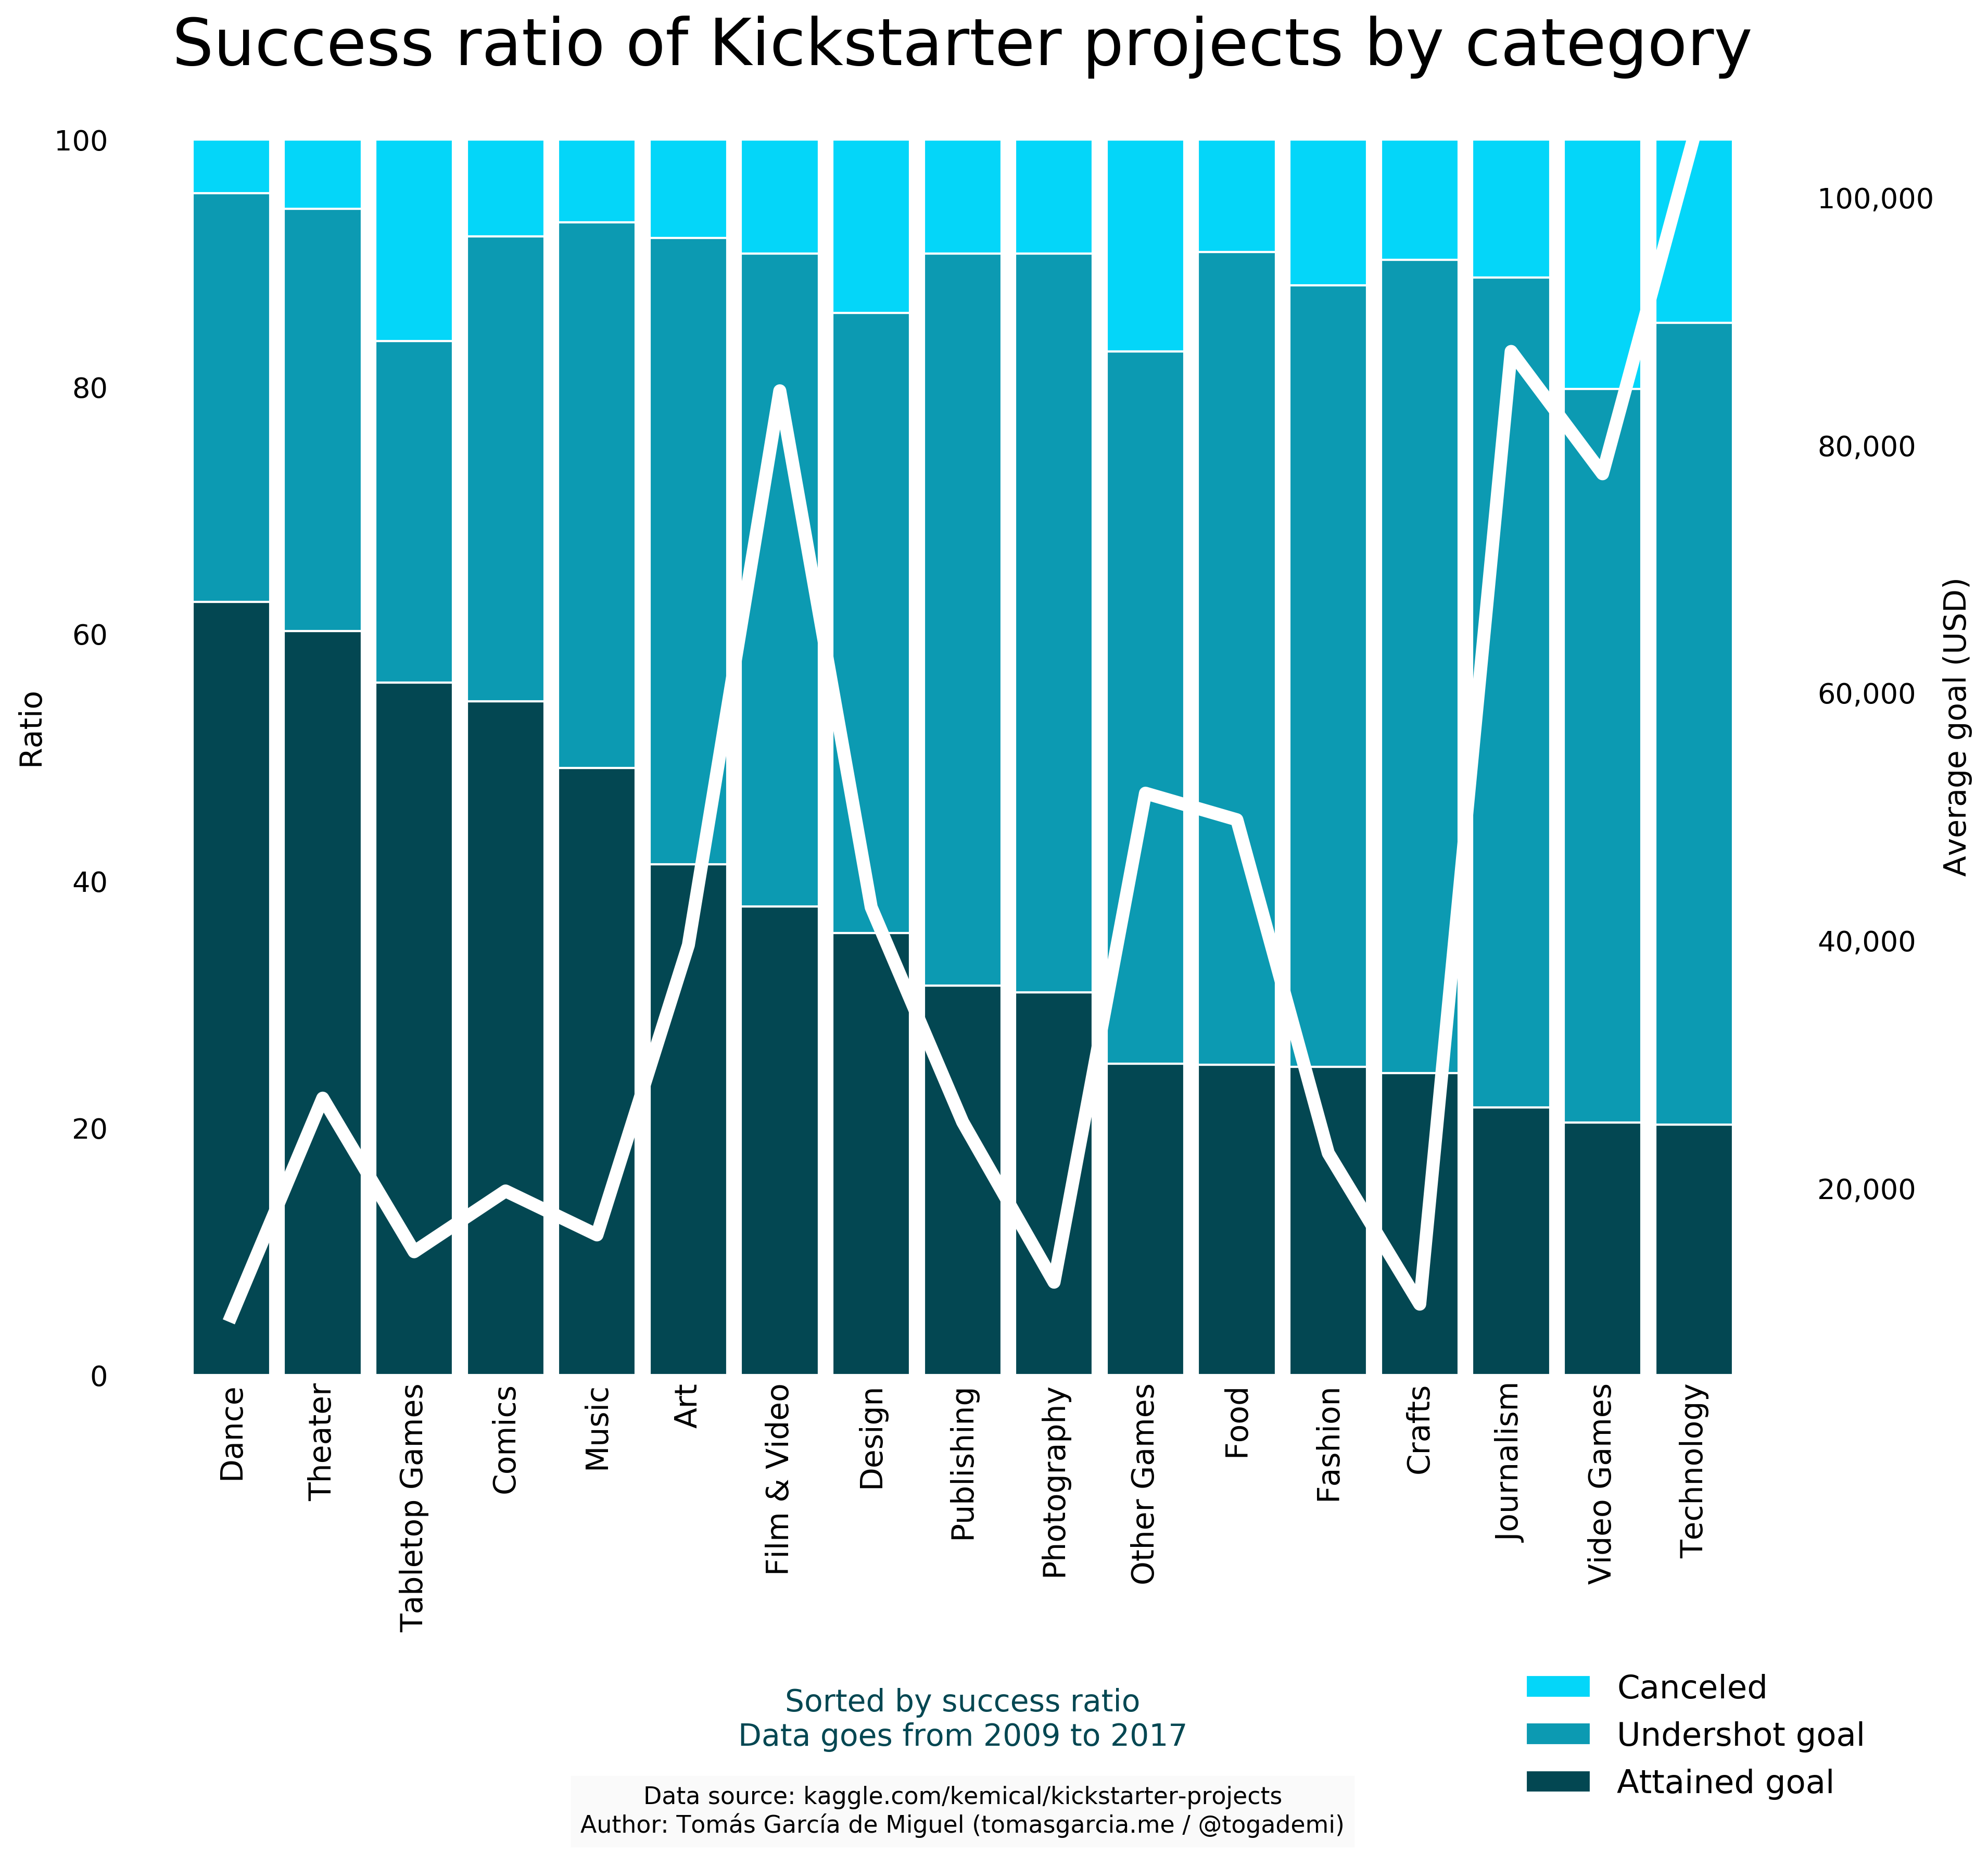 Success ratio of Kickstarter projects by category
100
80
60
40
20
0
Ratio
100,000
80,000
60,000
40,000
20,000
Average goal (USD)
Dance
Theater
Tabletop Games
Comics
Music
Art
Film & Video
Design
Publishing
Photography
Other Games
Food
Fashion
Crafts
Journalism
Video Games
Technology
Canceled
Undershot goal
Attained goal
Sorted by success ratio
Data goes from 2009 to 2017
Data source: kaggle.com/kemical/kickstarter-projects
Author: Tomás García de Miguel (tomasgarcia.me / @togademi)